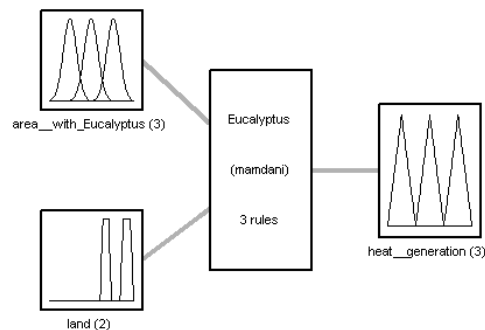 area__with_Eucalyptus (3)
Eucalyptus
(mamdani)
3 rules
heat__generation (3)
land (2)